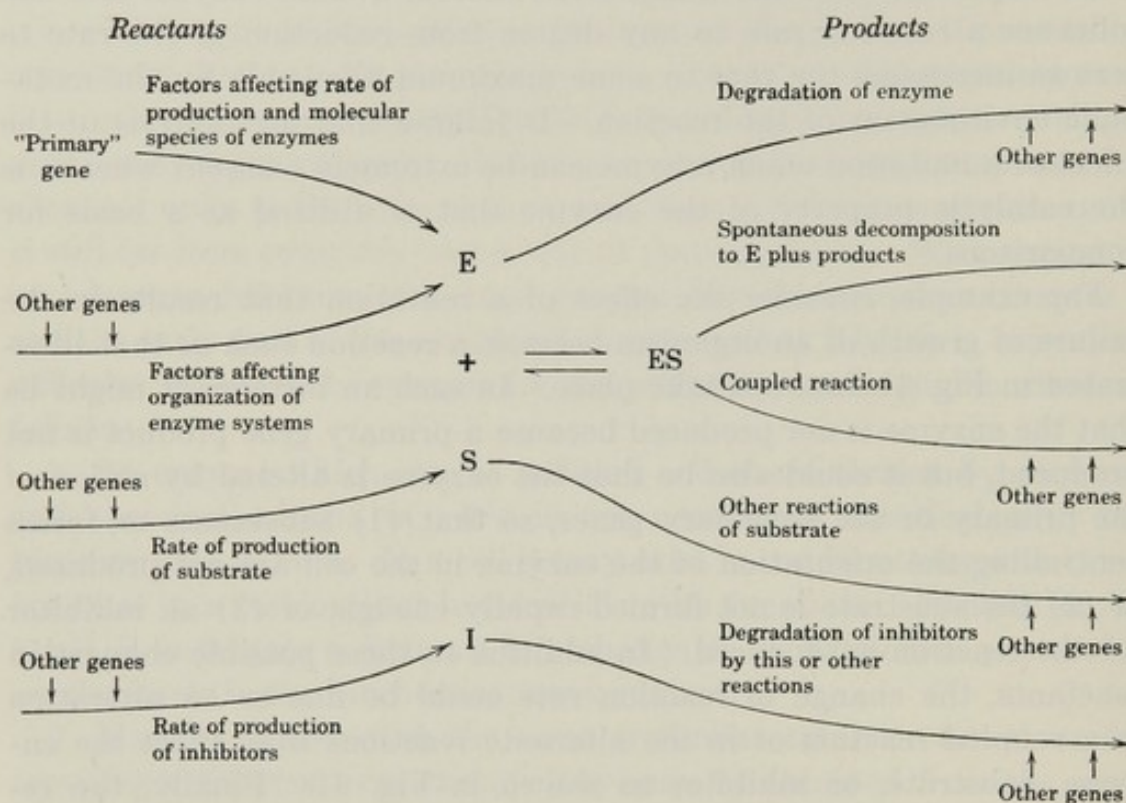 Reactants
Products
Factors affecting rate of
production and molecular
species of enzymes
"Primary"
gene
Degradation of enzyme
Other genes
E
Spontaneous decomposition
to E plus products
Other genes
+
ES
Factors affecting
organization of
enzyme systems
Coupled reaction
S
Other genes
Other genes
Rate of production
of substrate
Other reactions
of substrate
I
Other genes
Other genes
Degradation of inhibitors
by this or other
reactions
Rate of production
of inhibitors
Other genes